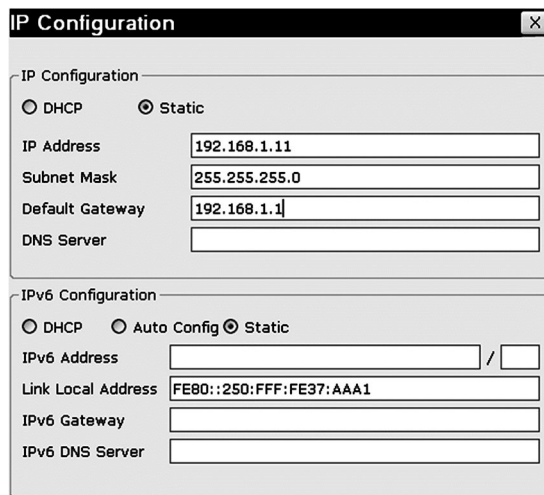 IP Configuration X
IP Configuration
DHCP Static
IP Address 192.168.1.11
Subnet Mask 255.255.255.0
Default Gateway 192.168.1.1
DNS Server
IPv6 Configuration
DHCP Auto Config Static
IPv6 Address /
Link Local Address FE80::250:FFF:FE37:AAA1
IPv6 Gateway
IPv6 DNS Server